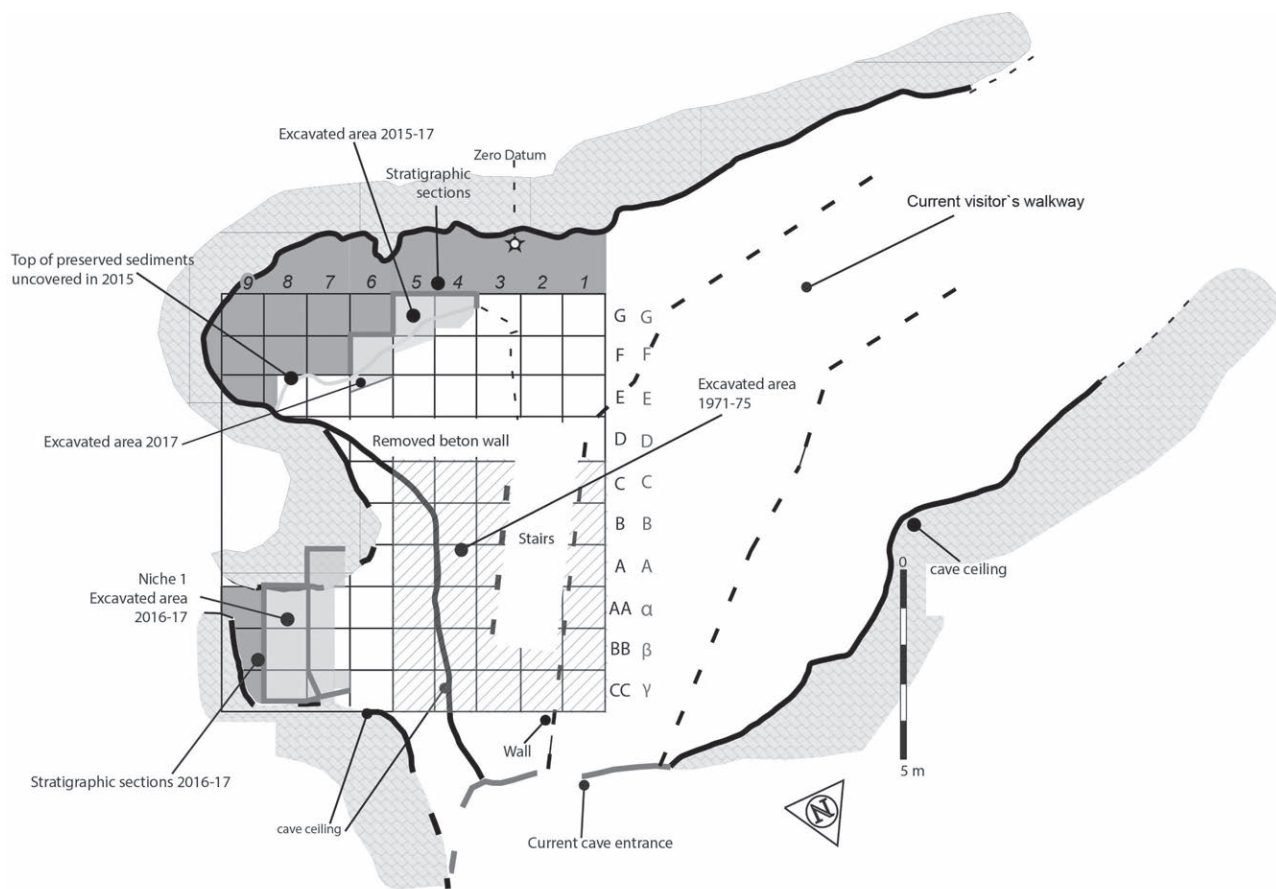 Excavated area 2015-17
Zero Datum
Stratigraphic
sections
Current visitor`s walkway
Top of preserved sediments
uncovered in 2015
9 8 7 6 5 4 3 2 1
G G
F F
Excavated area
1971-75
E E
Excavated area 2017
Removed beton wall
D D
C C
B B
Stairs
A A
cave ceiling
0
Niche 1
Excavated area
2016-17
AA α
BB β
CC γ
Wall
5 m
Stratigraphic sections 2016-17
cave ceiling
Current cave entrance
N